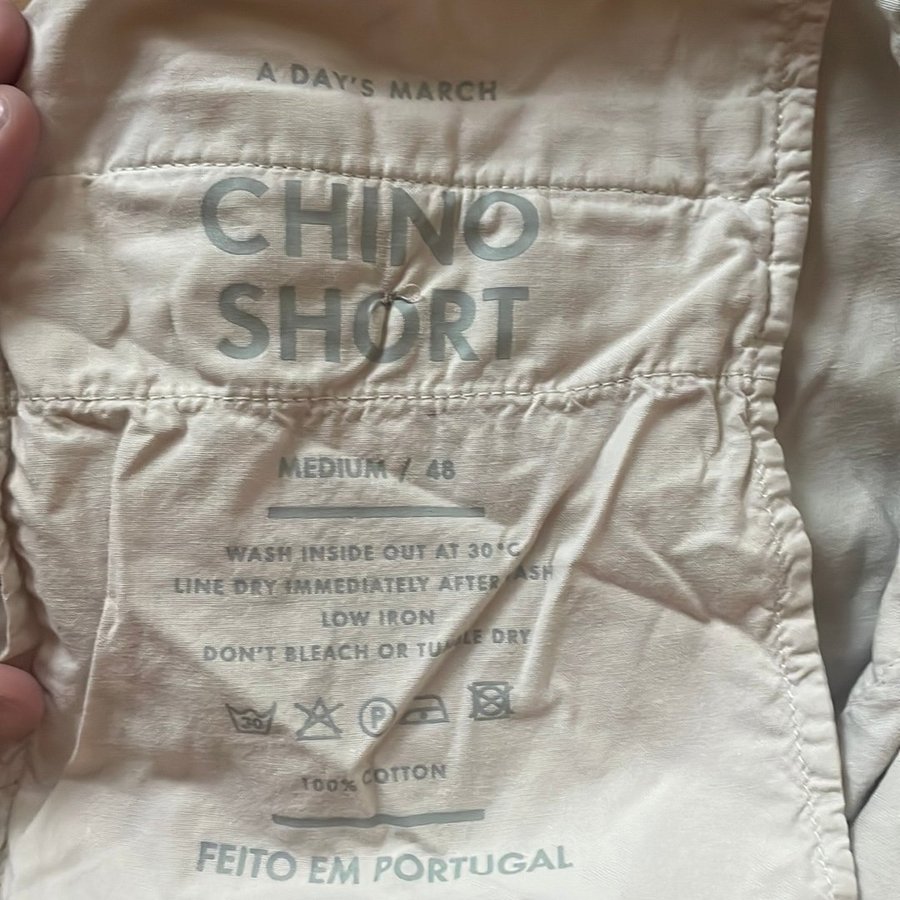 A DAY'S MARCH
CHINO
SHORT
MEDIUM / 48
WASH INSIDE OUT AT 30°C
LINE DRY IMMEDIATELY AFTER
LOW IRON
DON'T BLEACH OR TUMBLE DRY
30
P
100% COTTON
FEITO EM PORTUGAL